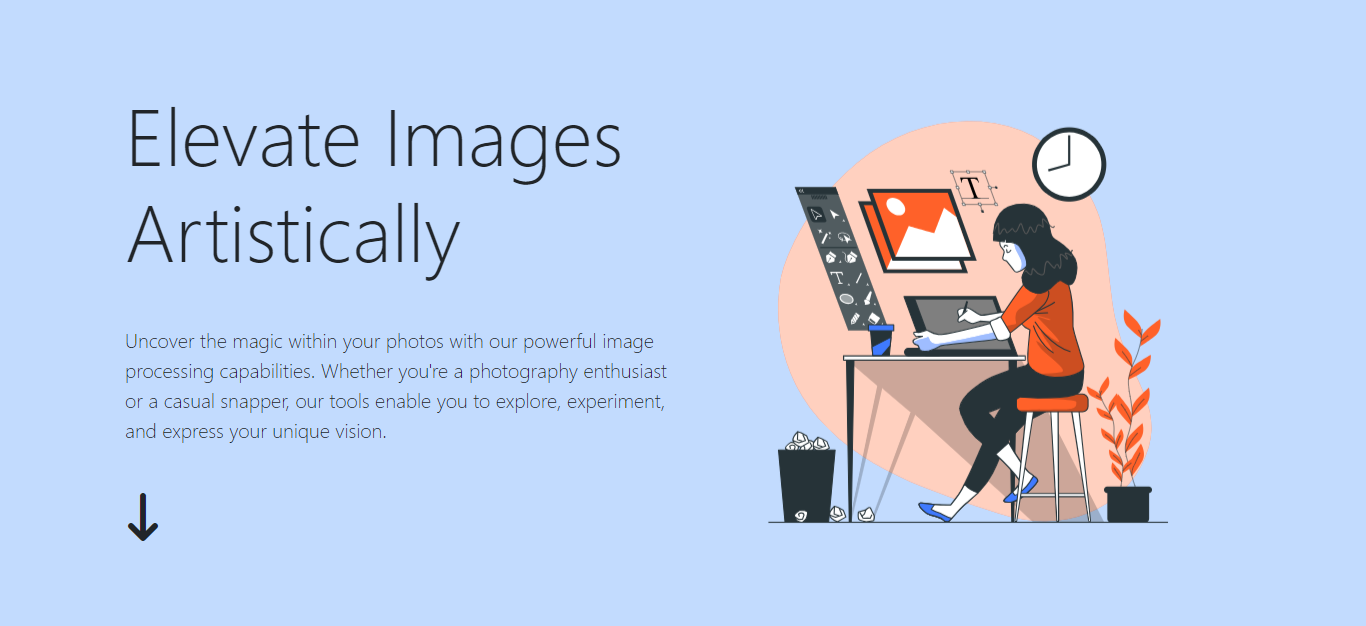 Elevate Images
Artistically
T
T
Uncover the magic within your photos with our powerful image
processing capabilities. Whether you're a photography enthusiast
or a casual snapper, our tools enable you to explore, experiment,
and express your unique vision.